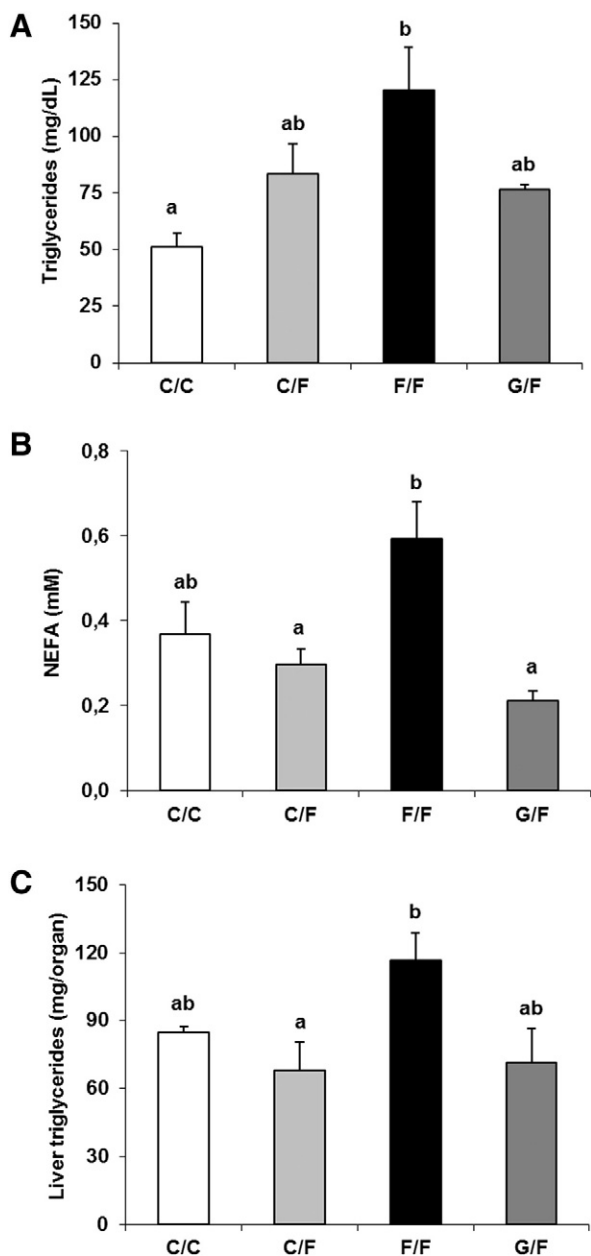 A
Triglycerides (mg/dL)
150
125
100
75
50
25
0
a
ab
b
ab
C/C C/F F/F G/F
B
NEFA (mM)
0,8
0,6
0,4
0,2
0,0
ab
a
b
a
C/C C/F F/F G/F
C
Liver triglycerides (mg/organ)
150
120
90
60
30
0
ab
a
b
ab
C/C C/F F/F G/F